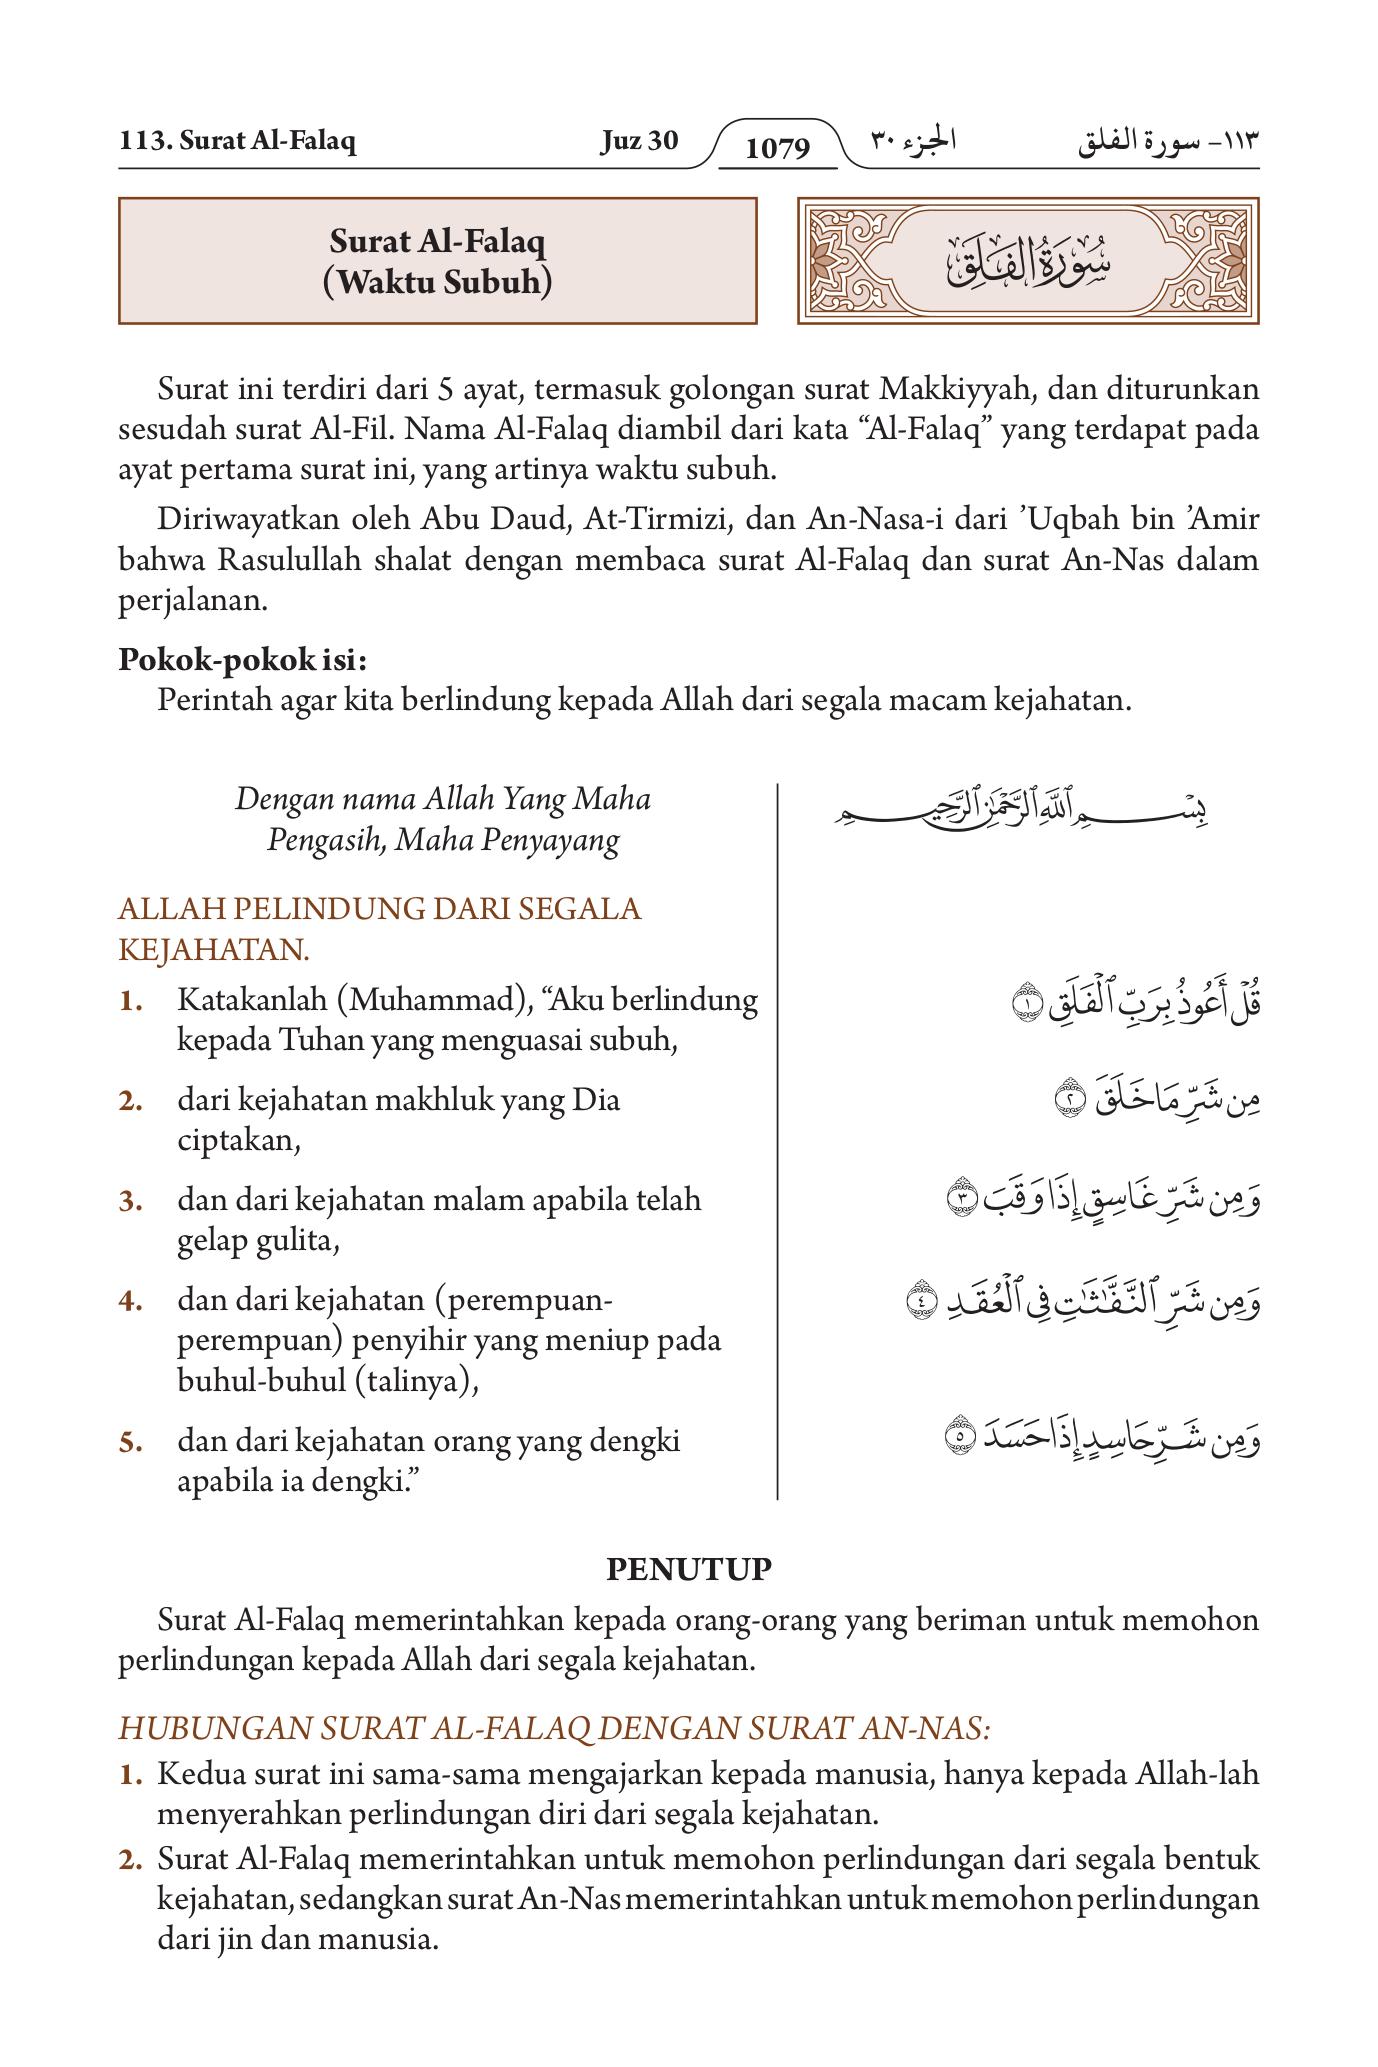 113. Surat Al-Falaq Juz 30 1079 الجزء ٣٠ ١١٣- سورة الفلق
Surat Al-Falaq
(Waktu Subuh)
سُورَةُ الفَلَقِ
Surat ini terdiri dari 5 ayat, termasuk golongan surat Makkiyyah, dan diturunkan
sesudah surat Al-Fil. Nama Al-Falaq diambil dari kata “Al-Falaq” yang terdapat pada
ayat pertama surat ini, yang artinya waktu subuh.
Diriwayatkan oleh Abu Daud, At-Tirmizi, dan An-Nasa-i dari ’Uqbah bin ’Amir
bahwa Rasulullah shalat dengan membaca surat Al-Falaq dan surat An-Nas dalam
perjalanan.
Pokok-pokok isi:
Perintah agar kita berlindung kepada Allah dari segala macam kejahatan.
Dengan nama Allah Yang Maha
Pengasih, Maha Penyayang
بِسْمِ ٱللَّهِ ٱلرَّحْمَٰنِ ٱلرَّحِيمِ
ALLAH PELINDUNG DARI SEGALA
KEJAHATAN.
1. Katakanlah (Muhammad), “Aku berlindung
kepada Tuhan yang menguasai subuh,
قُلْ أَعُوذُ بِرَبِّ ٱلْفَلَقِ ١
2. dari kejahatan makhluk yang Dia
ciptakan,
مِن شَرِّ مَا خَلَقَ ٢
3. dan dari kejahatan malam apabila telah
gelap gulita,
وَمِن شَرِّ غَاسِقٍ إِذَا وَقَبَ ٣
4. dan dari kejahatan (perempuan-
perempuan) penyihir yang meniup pada
buhul-buhul (talinya),
وَمِن شَرِّ ٱلنَّفَّٰثَٰتِ فِى ٱلْعُقَدِ ٤
5. dan dari kejahatan orang yang dengki
apabila ia dengki.”
وَمِن شَرِّ حَاسِدٍ إِذَا حَسَدَ ٥
PENUTUP
Surat Al-Falaq memerintahkan kepada orang-orang yang beriman untuk memohon
perlindungan kepada Allah dari segala kejahatan.
HUBUNGAN SURAT AL-FALAQ DENGAN SURAT AN-NAS:
1. Kedua surat ini sama-sama mengajarkan kepada manusia, hanya kepada Allah-lah
menyerahkan perlindungan diri dari segala kejahatan.
2. Surat Al-Falaq memerintahkan untuk memohon perlindungan dari segala bentuk
kejahatan, sedangkan surat An-Nas memerintahkan untuk memohon perlindungan
dari jin dan manusia.